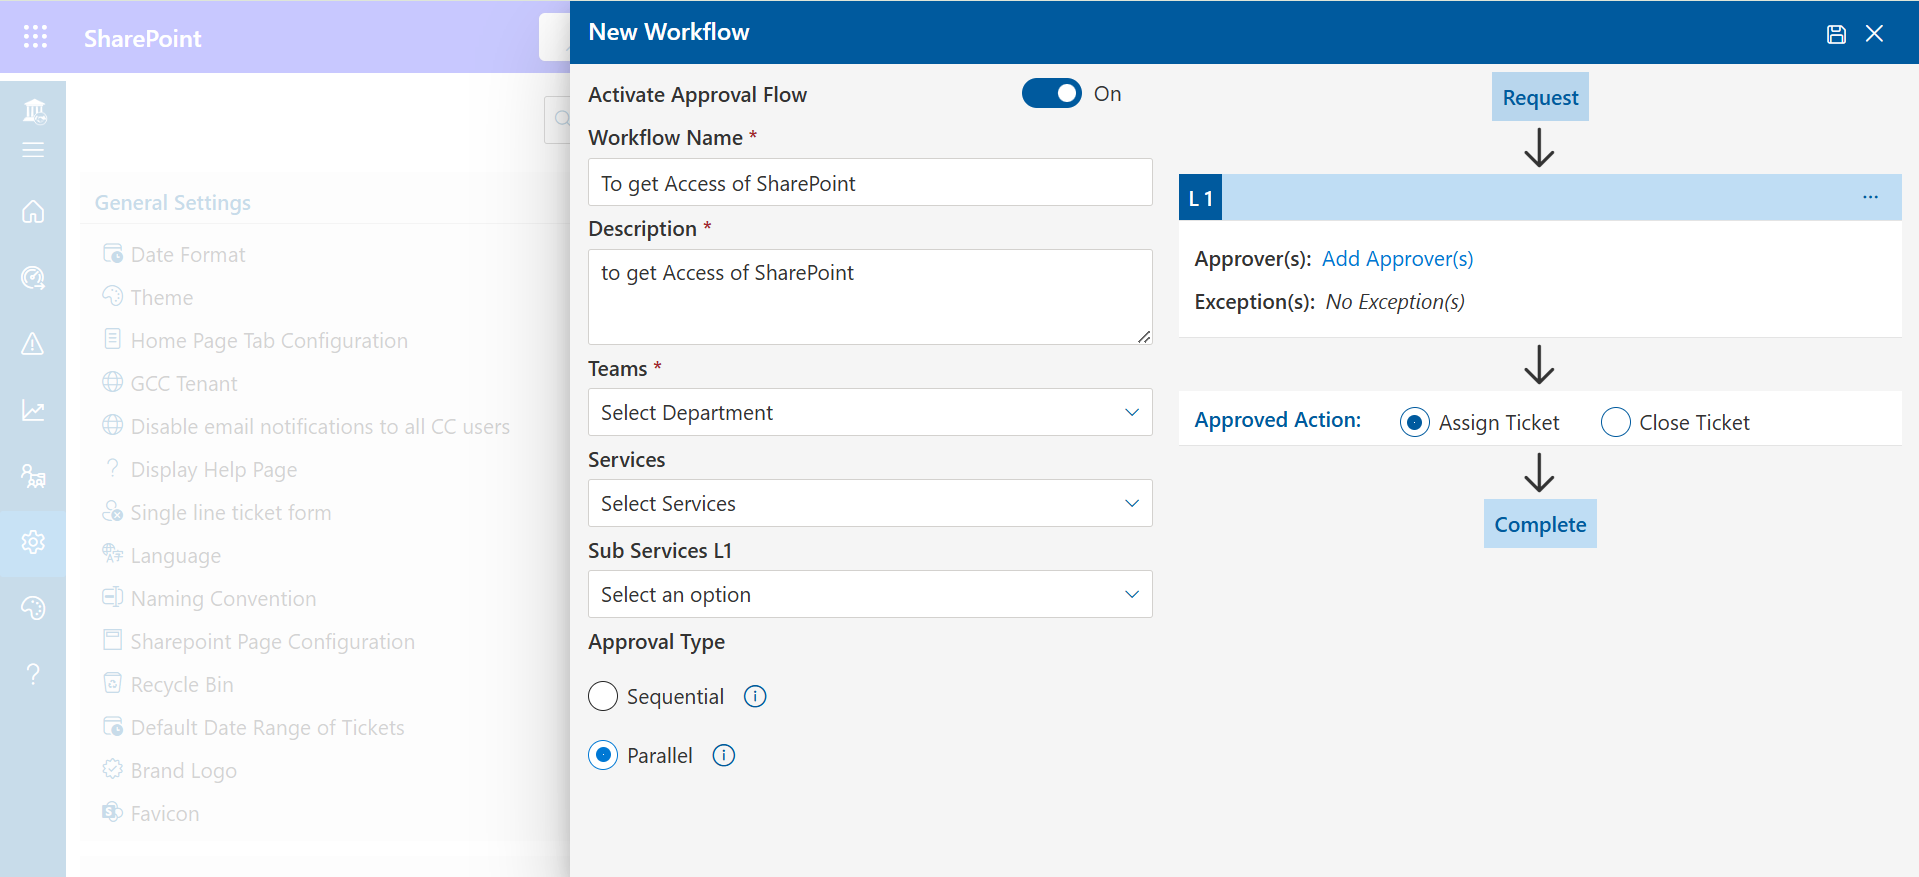 SharePoint
General Settings
Date Format
Theme
Home Page Tab Configuration
GCC Tenant
Disable email notifications to all CC users
Display Help Page
Single line ticket form
Language
Naming Convention
Sharepoint Page Configuration
Recycle Bin
Default Date Range of Tickets
Brand Logo
Favicon
New Workflow
Activate Approval Flow On
Workflow Name *
To get Access of SharePoint
Description *
to get Access of SharePoint
Teams *
Select Department
Services
Select Services
Sub Services L1
Select an option
Approval Type
Sequential
Parallel
Request
L 1 ...
Approver(s): Add Approver(s)
Exception(s): No Exception(s)
Approved Action: Assign Ticket Close Ticket
Complete